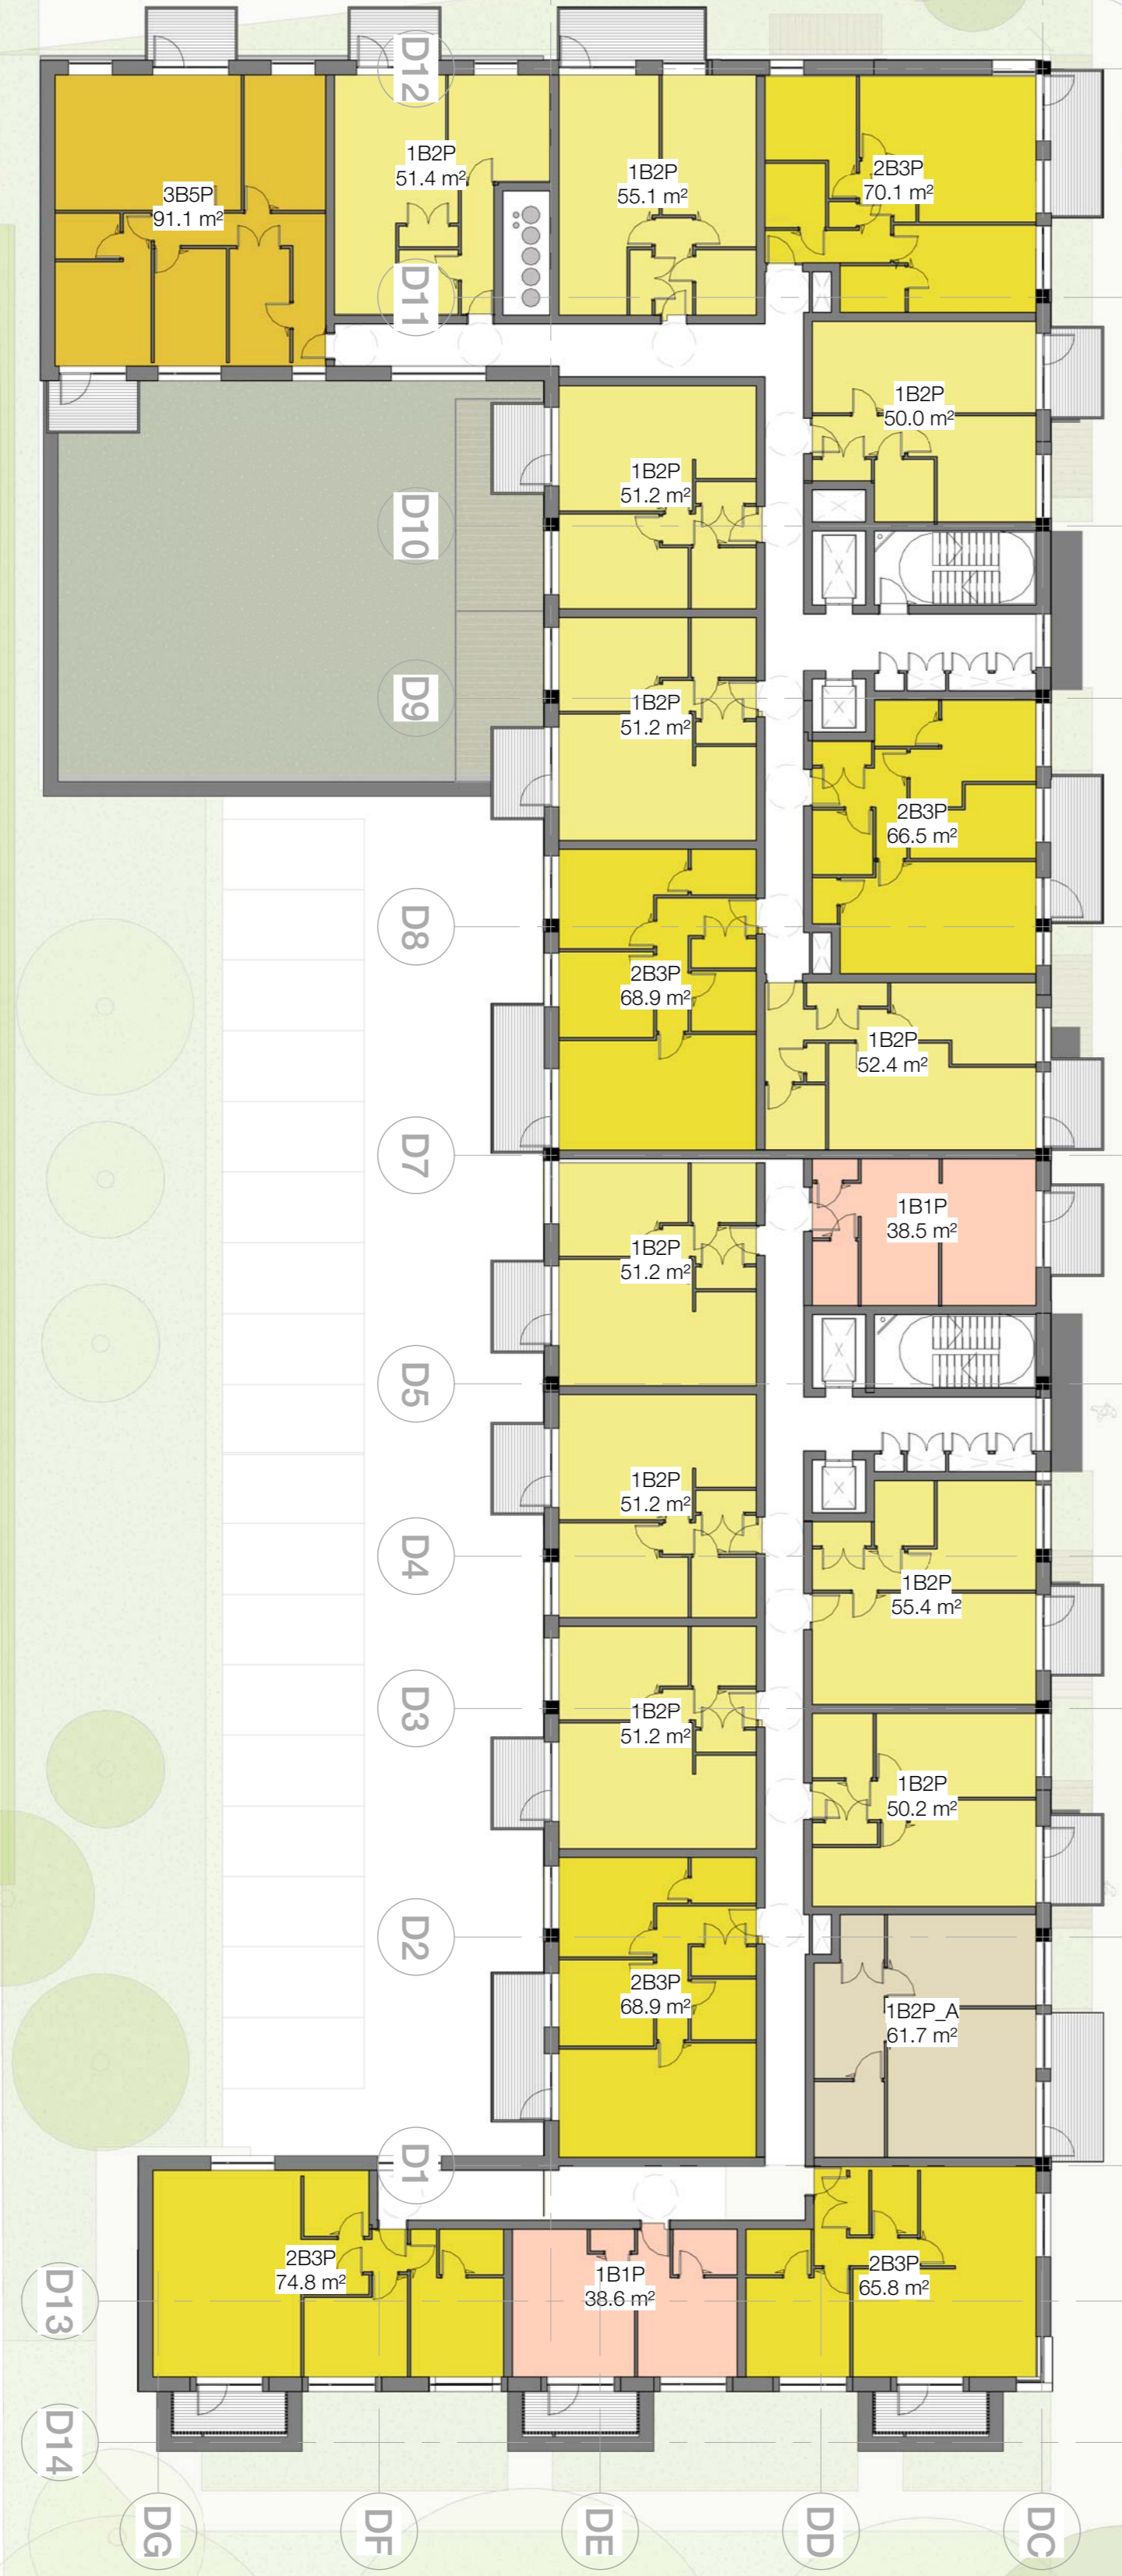 D12
1B2P
51.4 m²
3B5P
91.1 m²
1B2P
55.1 m²
2B3P
70.1 m²
D11
1B2P
50.0 m²
1B2P
51.2 m²
D10
D9
1B2P
51.2 m²
2B3P
66.5 m²
D8
2B3P
68.9 m²
1B2P
52.4 m²
D7
1B1P
38.5 m²
1B2P
51.2 m²
D5
1B2P
51.2 m²
D4
1B2P
55.4 m²
D3
1B2P
51.2 m²
1B2P
50.2 m²
D2
2B3P
68.9 m²
1B2P_A
61.7 m²
D1
2B3P
74.8 m²
1B1P
38.6 m²
2B3P
65.8 m²
D13
D14
DG
DF
DE
DD
DC